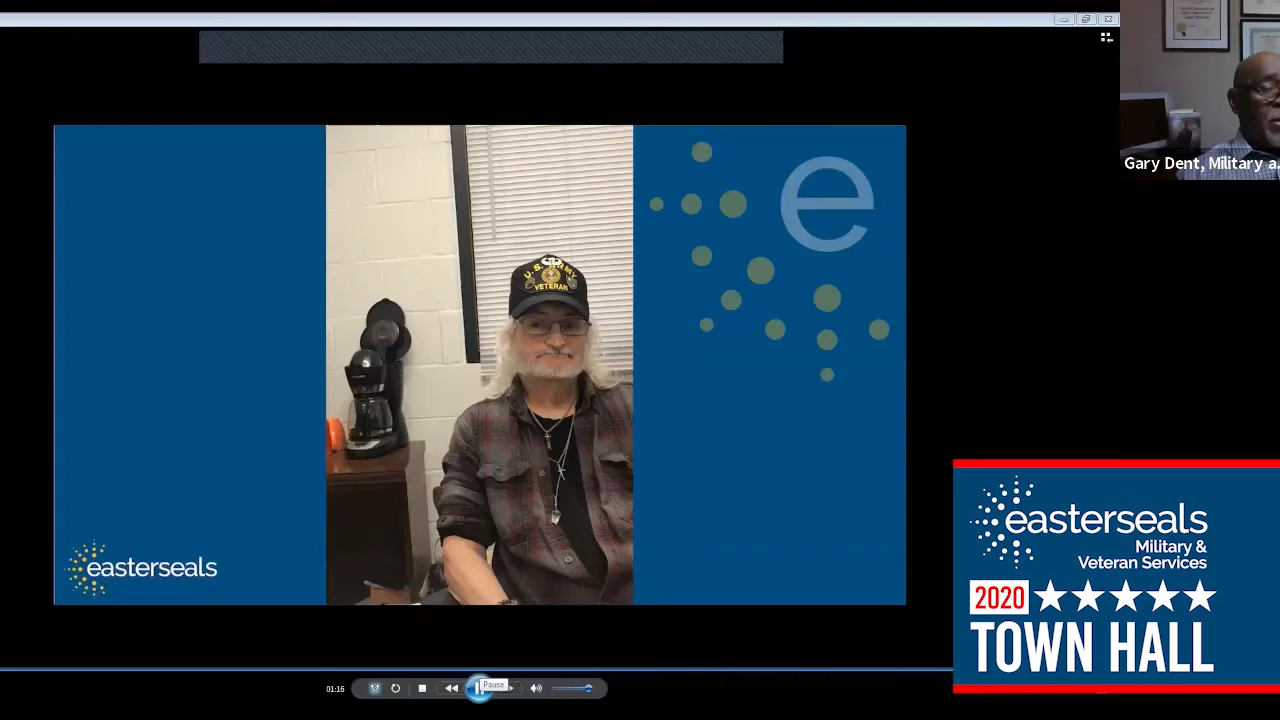 Gary Dent, Military a.
U.S. ARMY
VETERAN
e
easterseals
easterseals
Military &
Veteran Services
2020
TOWN HALL
01:16
Pause